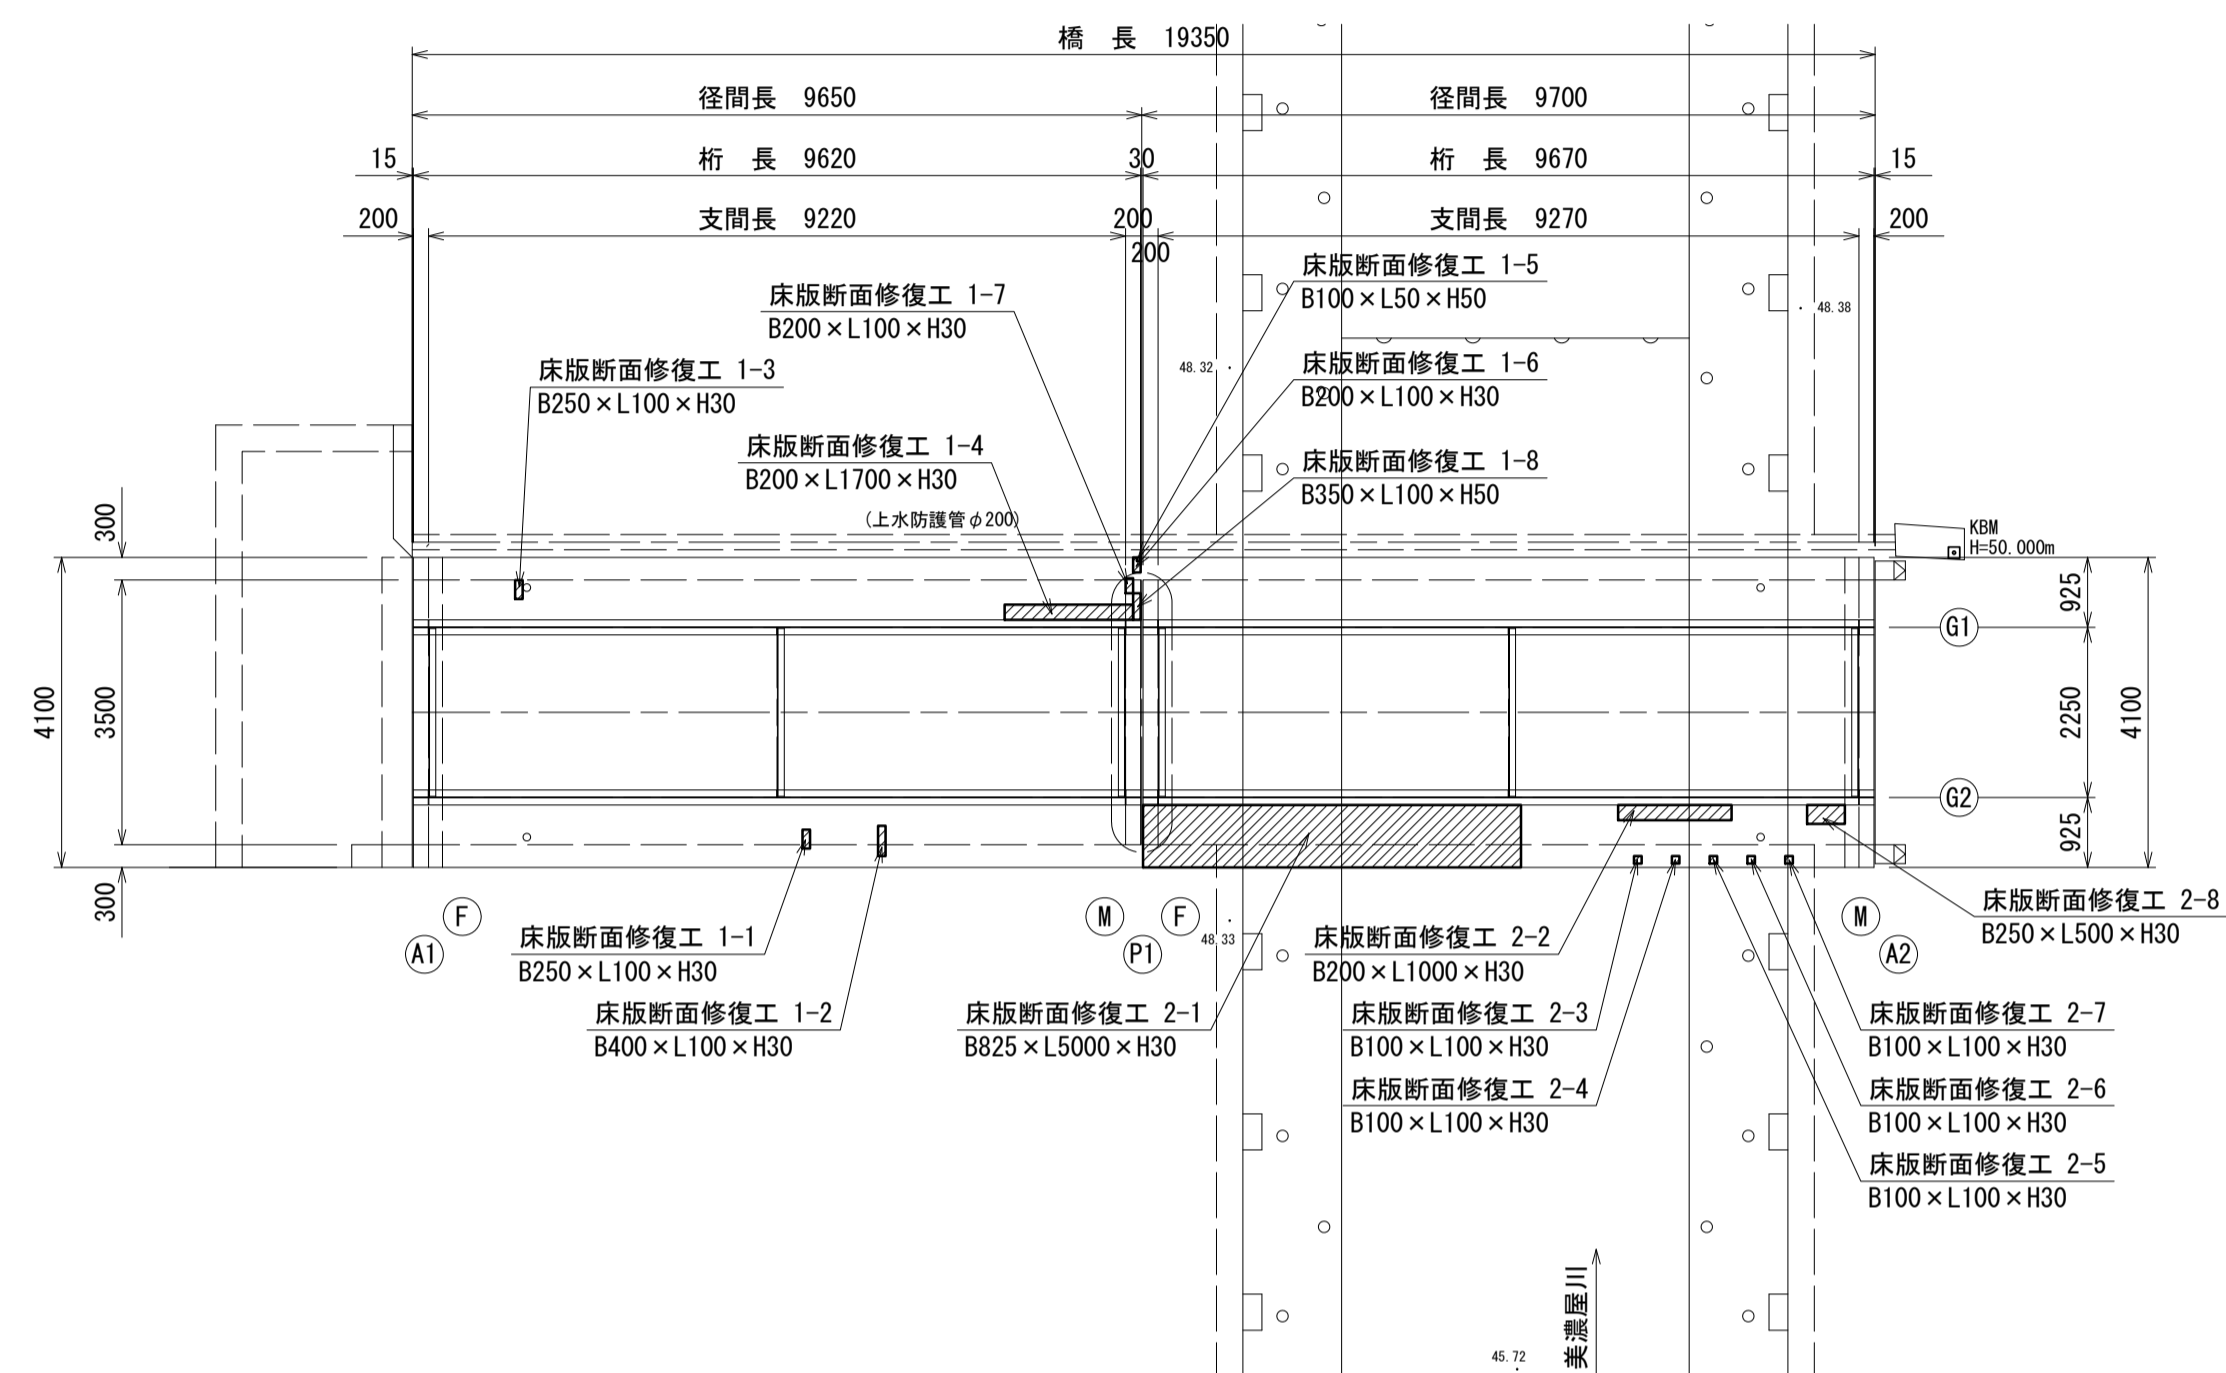 橋 長 19350
径間長 9650
径間長 9700
15
桁 長 9620
30
桁 長 9670
15
200
支間長 9220
200
200
支間長 9270
200
床版断面修復工 1-5
B100×L50×H50
床版断面修復工 1-7
B200×L100×H30
48.38
床版断面修復工 1-3
B250×L100×H30
48.32
床版断面修復工 1-6
B200×L100×H30
床版断面修復工 1-4
B200×L1700×H30
床版断面修復工 1-8
B350×L100×H50
(上水防護管φ200)
KBM
H=50.000m
300
4100
3500
300
925
G1
2250
4100
G2
925
F
M
F
M
A1
P1
A2
48.33
床版断面修復工 1-1
B250×L100×H30
床版断面修復工 2-2
B200×L1000×H30
床版断面修復工 2-8
B250×L500×H30
床版断面修復工 1-2
B400×L100×H30
床版断面修復工 2-1
B825×L5000×H30
床版断面修復工 2-3
B100×L100×H30
床版断面修復工 2-7
B100×L100×H30
床版断面修復工 2-4
B100×L100×H30
床版断面修復工 2-6
B100×L100×H30
床版断面修復工 2-5
B100×L100×H30
美濃屋川
45.72